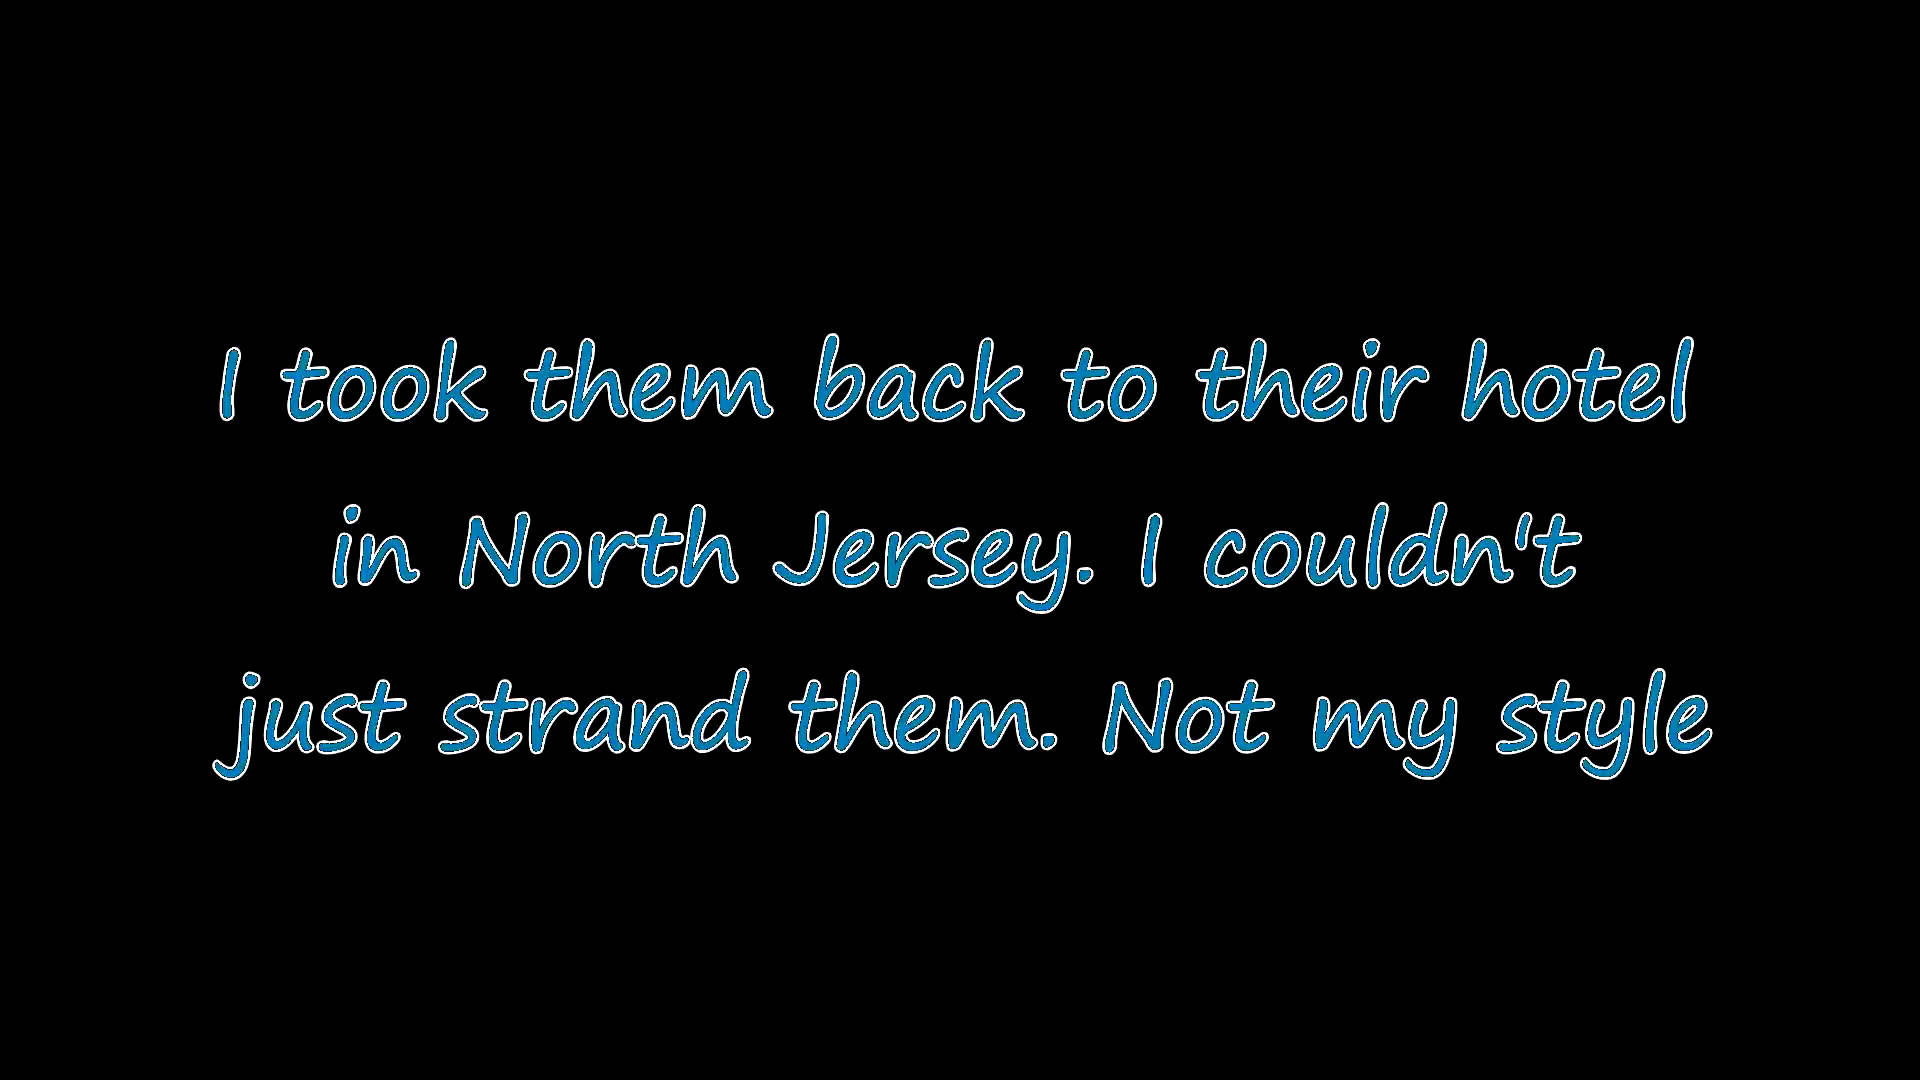 I took them back to their hotel
in North Jersey. I couldn't
just strand them. Not my style